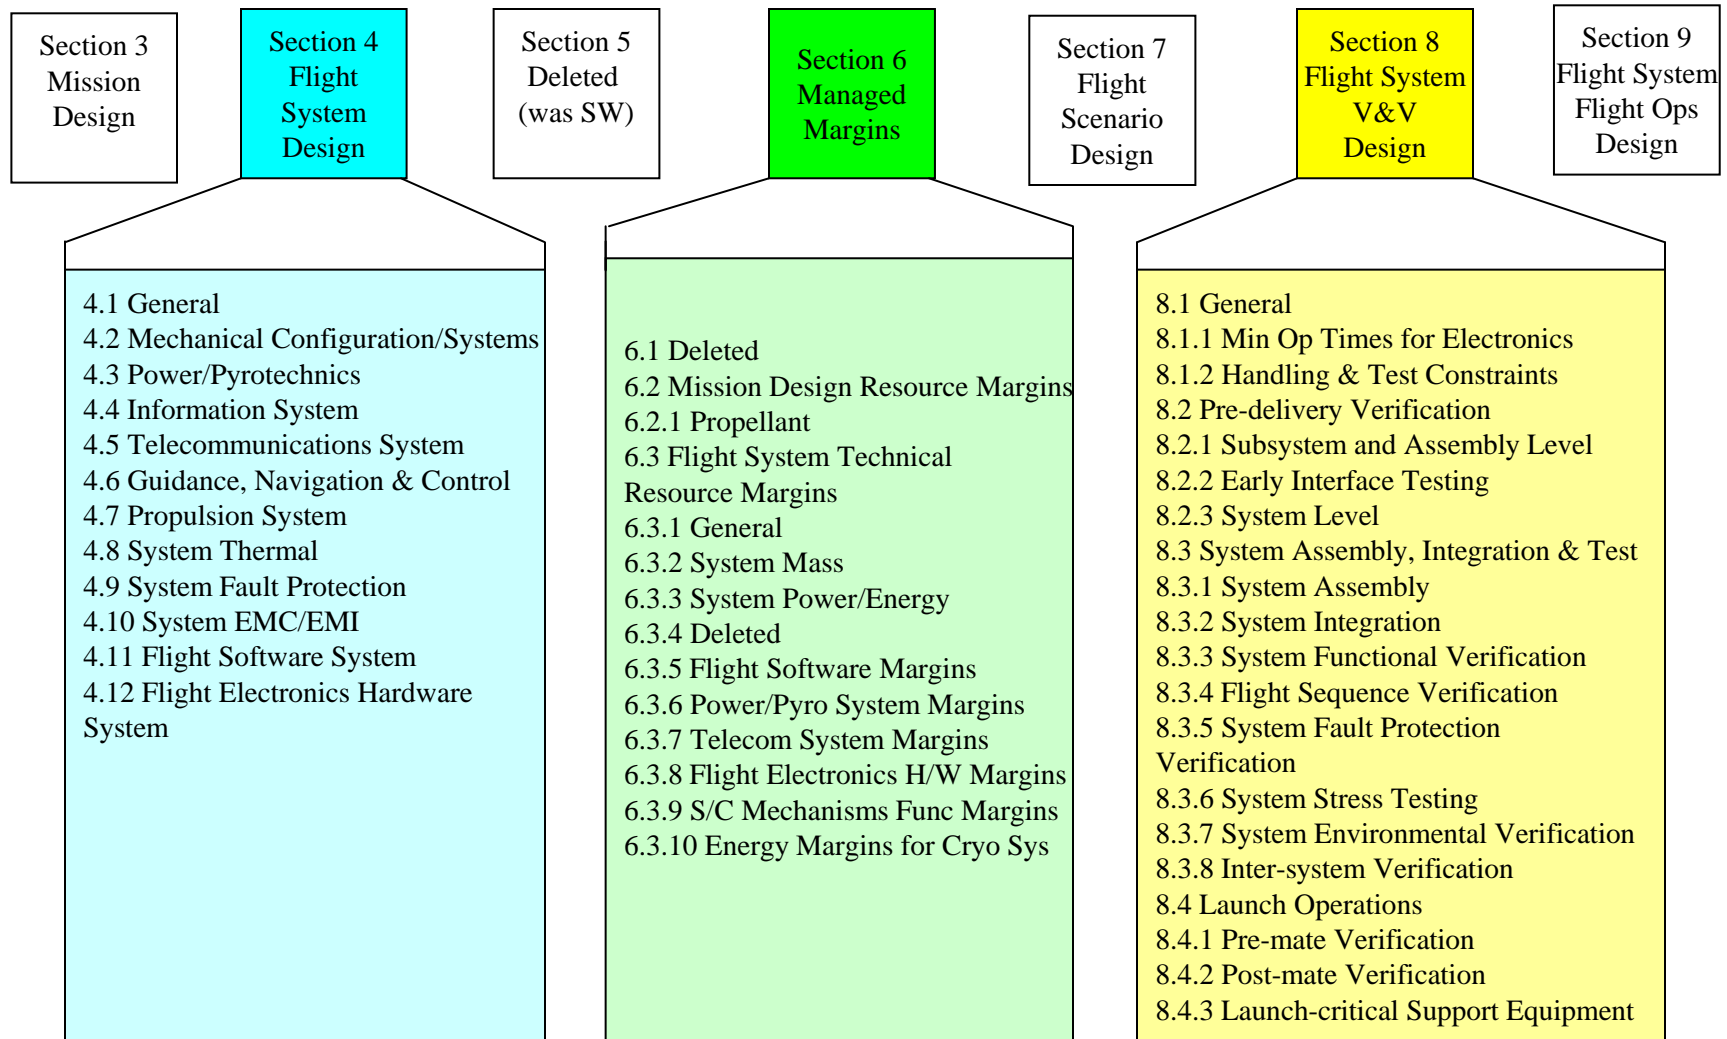 Section 3
Mission
Design
Section 4
Flight
System
Design
Section 5
Deleted
(was SW)
Section 6
Managed
Margins
Section 7
Flight
Scenario
Design
Section 8
Flight System
V&V
Design
Section 9
Flight System
Flight Ops
Design
4.1 General
4.2 Mechanical Configuration/Systems
4.3 Power/Pyrotechnics
4.4 Information System
4.5 Telecommunications System
4.6 Guidance, Navigation & Control
4.7 Propulsion System
4.8 System Thermal
4.9 System Fault Protection
4.10 System EMC/EMI
4.11 Flight Software System
4.12 Flight Electronics Hardware
System
6.1 Deleted
6.2 Mission Design Resource Margins
6.2.1 Propellant
6.3 Flight System Technical
Resource Margins
6.3.1 General
6.3.2 System Mass
6.3.3 System Power/Energy
6.3.4 Deleted
6.3.5 Flight Software Margins
6.3.6 Power/Pyro System Margins
6.3.7 Telecom System Margins
6.3.8 Flight Electronics H/W Margins
6.3.9 S/C Mechanisms Func Margins
6.3.10 Energy Margins for Cryo Sys
8.1 General
8.1.1 Min Op Times for Electronics
8.1.2 Handling & Test Constraints
8.2 Pre-delivery Verification
8.2.1 Subsystem and Assembly Level
8.2.2 Early Interface Testing
8.2.3 System Level
8.3 System Assembly, Integration & Test
8.3.1 System Assembly
8.3.2 System Integration
8.3.3 System Functional Verification
8.3.4 Flight Sequence Verification
8.3.5 System Fault Protection
Verification
8.3.6 System Stress Testing
8.3.7 System Environmental Verification
8.3.8 Inter-system Verification
8.4 Launch Operations
8.4.1 Pre-mate Verification
8.4.2 Post-mate Verification
8.4.3 Launch-critical Support Equipment